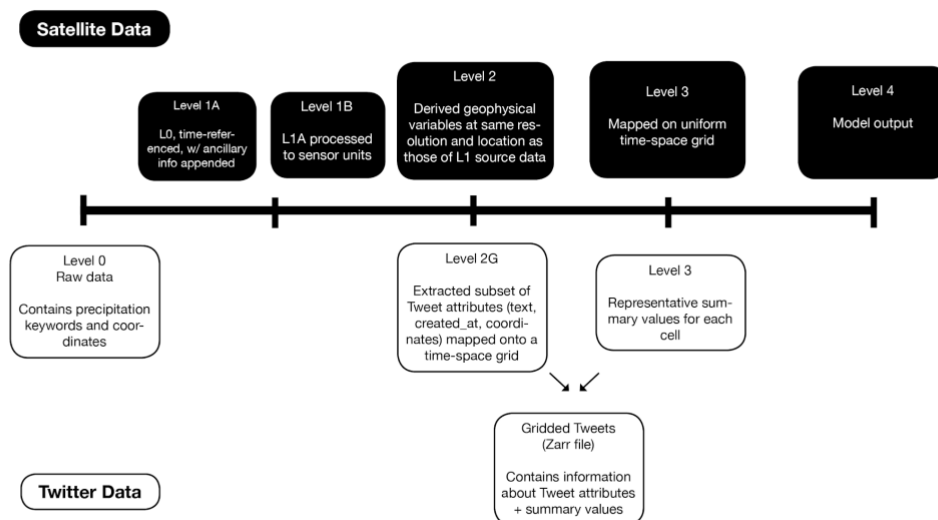 Satellite Data
Level 1A
L0, time-refer-
enced, w/ ancillary
info appended
Level 1B
L1A processed
to sensor units
Level 2
Derived geophysical
variables at same res-
olution and location as
those of L1 source data
Level 3
Mapped on uniform
time-space grid
Level 4
Model output
Level 0
Raw data
Contains precipitation
keywords and coor-
dinates
Level 2G
Extracted subset of
Tweet attributes (text,
created_at, coordi-
nates) mapped onto a
time-space grid
Level 3
Representative sum-
mary values for each
cell
Gridded Tweets
(Zarr file)
Contains information
about Tweet attributes
+ summary values
Twitter Data